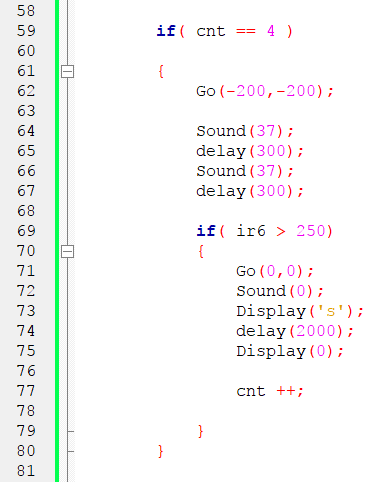 58
59 if( cnt == 4 )
60
61 {
62 Go(-200,-200);
63
64 Sound(37);
65 delay(300);
66 Sound(37);
67 delay(300);
68
69 if( ir6 > 250)
70 {
71 Go(0,0);
72 Sound(0);
73 Display('s');
74 delay(2000);
75 Display(0);
76
77 cnt ++;
78
79 }
80 }
81